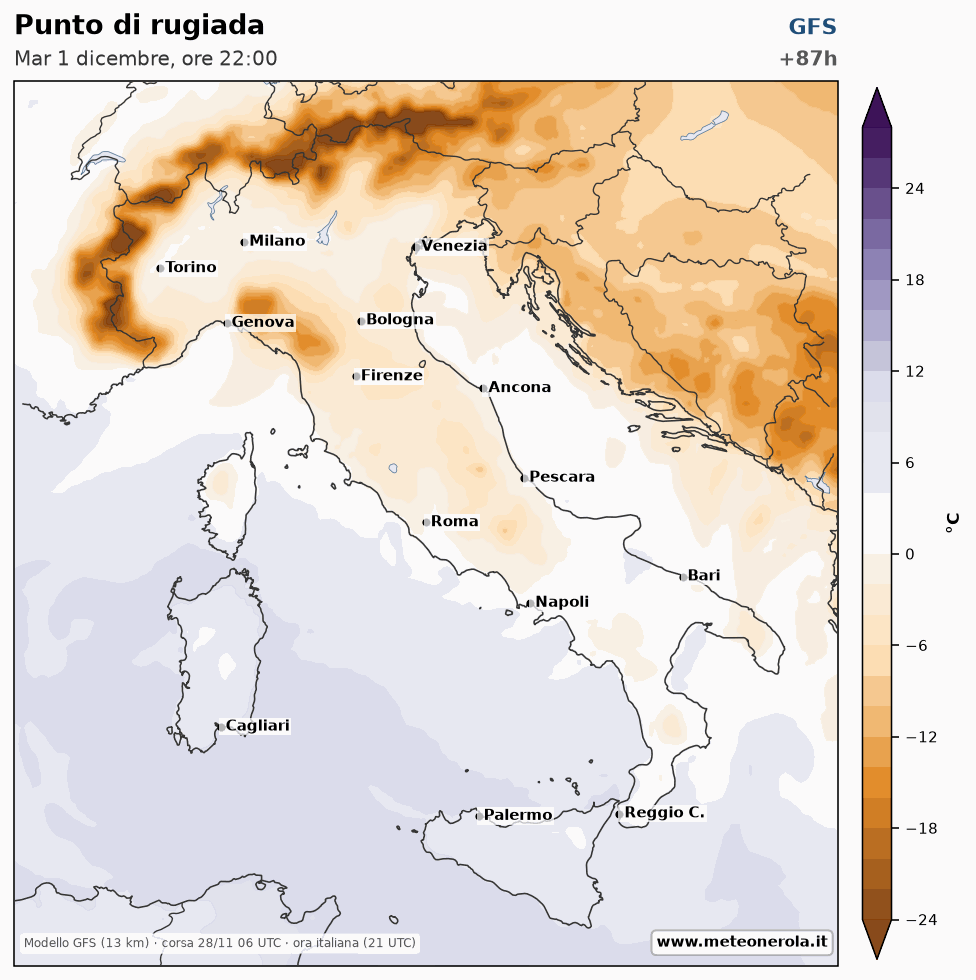 Punto di rugiada
GFS
Mar 1 dicembre, ore 22:00
+87h
24
18
12
6
0
−6
−12
−18
−24
°C
Milano
Venezia
Torino
Genova
Bologna
Firenze
Ancona
Pescara
Roma
Bari
Napoli
Cagliari
Palermo
Reggio C.
Modello GFS (13 km) · corsa 28/11 06 UTC · ora italiana (21 UTC)
www.meteonerola.it